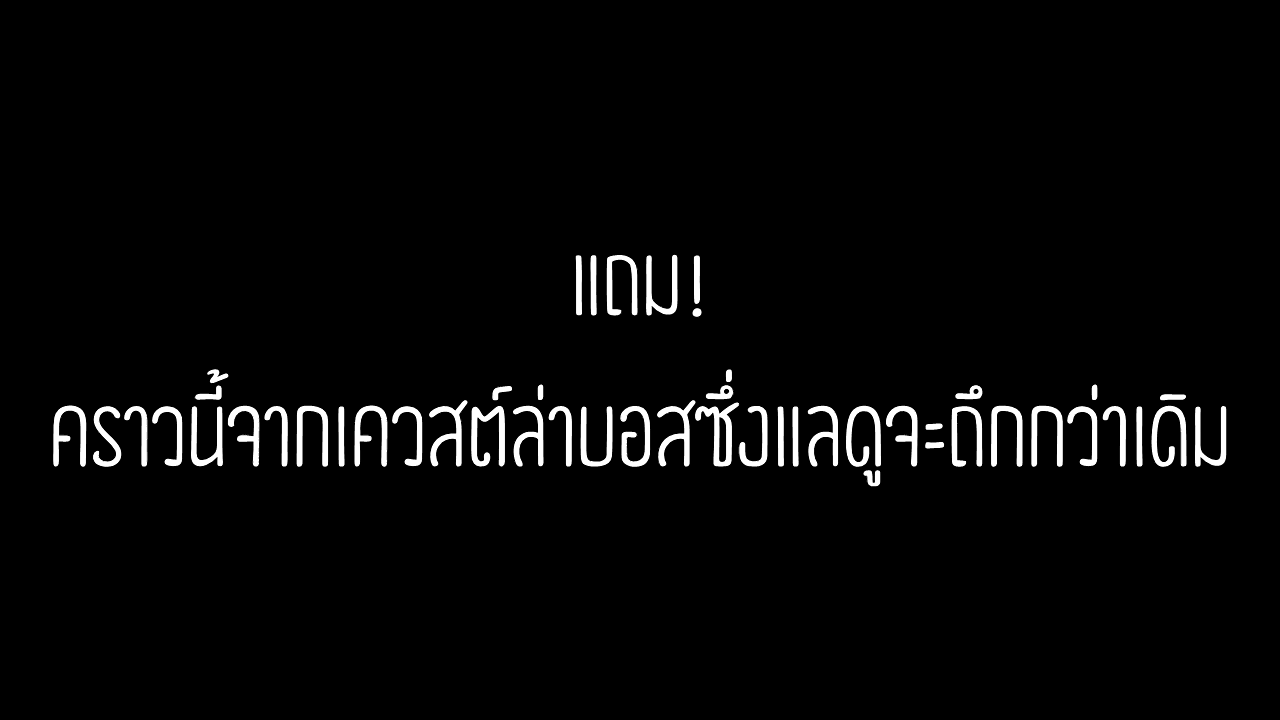 แถม!
คราวนี้จากเควสต์ล่าบอสซึ่งแลดูจะถึกกว่าเดิม